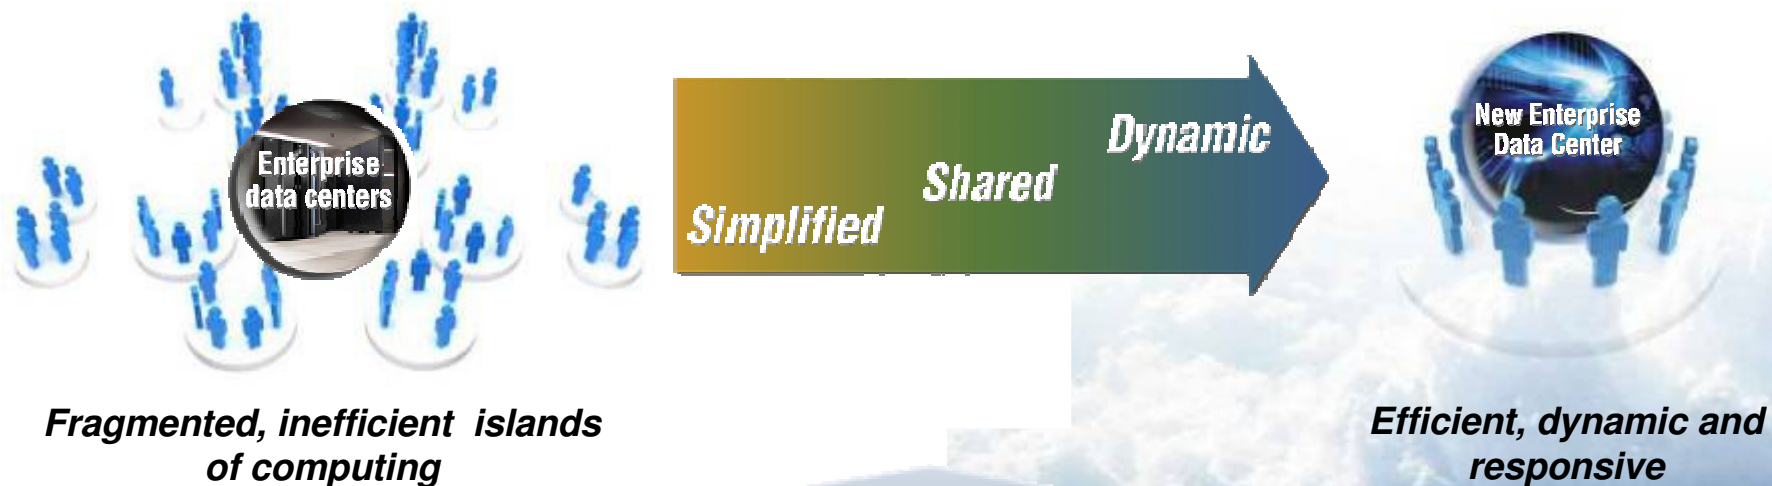 Enterprise
data centers
Simplified
Shared
Dynamic
New Enterprise
Data Center
Fragmented, inefficient islands
of computing
Efficient, dynamic and
responsive